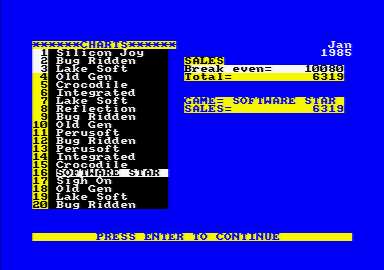 *******CHARTS*******
1 Silicon Joy
2 Bug Ridden
3 Lake Soft
4 Old Gen
5 Crocodile
6 Integrated
7 Lake Soft
8 Reflection
9 Bug Ridden
10 Old Gen
11 Perusoft
12 Bug Ridden
13 Perusoft
14 Integrated
15 Crocodile
16 SOFTWARE STAR
17 Sigh On
18 Old Gen
19 Lake Soft
20 Bug Ridden
Jan
1985
SALES
Break even= 10080
Total= 6319
GAME= SOFTWARE STAR
SALES= 6319
PRESS ENTER TO CONTINUE